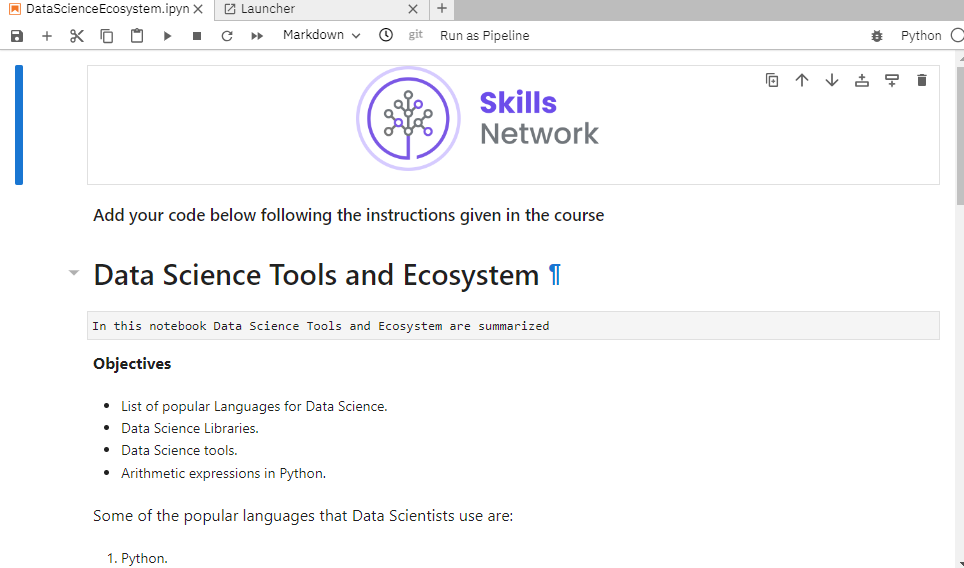 DataScienceEcosystem.ipyn
Launcher
Markdown
git
Run as Pipeline
Python
Skills
Network
Add your code below following the instructions given in the course
Data Science Tools and Ecosystem ¶
In this notebook Data Science Tools and Ecosystem are summarized
Objectives
• List of popular Languages for Data Science.
• Data Science Libraries.
• Data Science tools.
• Arithmetic expressions in Python.
Some of the popular languages that Data Scientists use are:
1. Python.